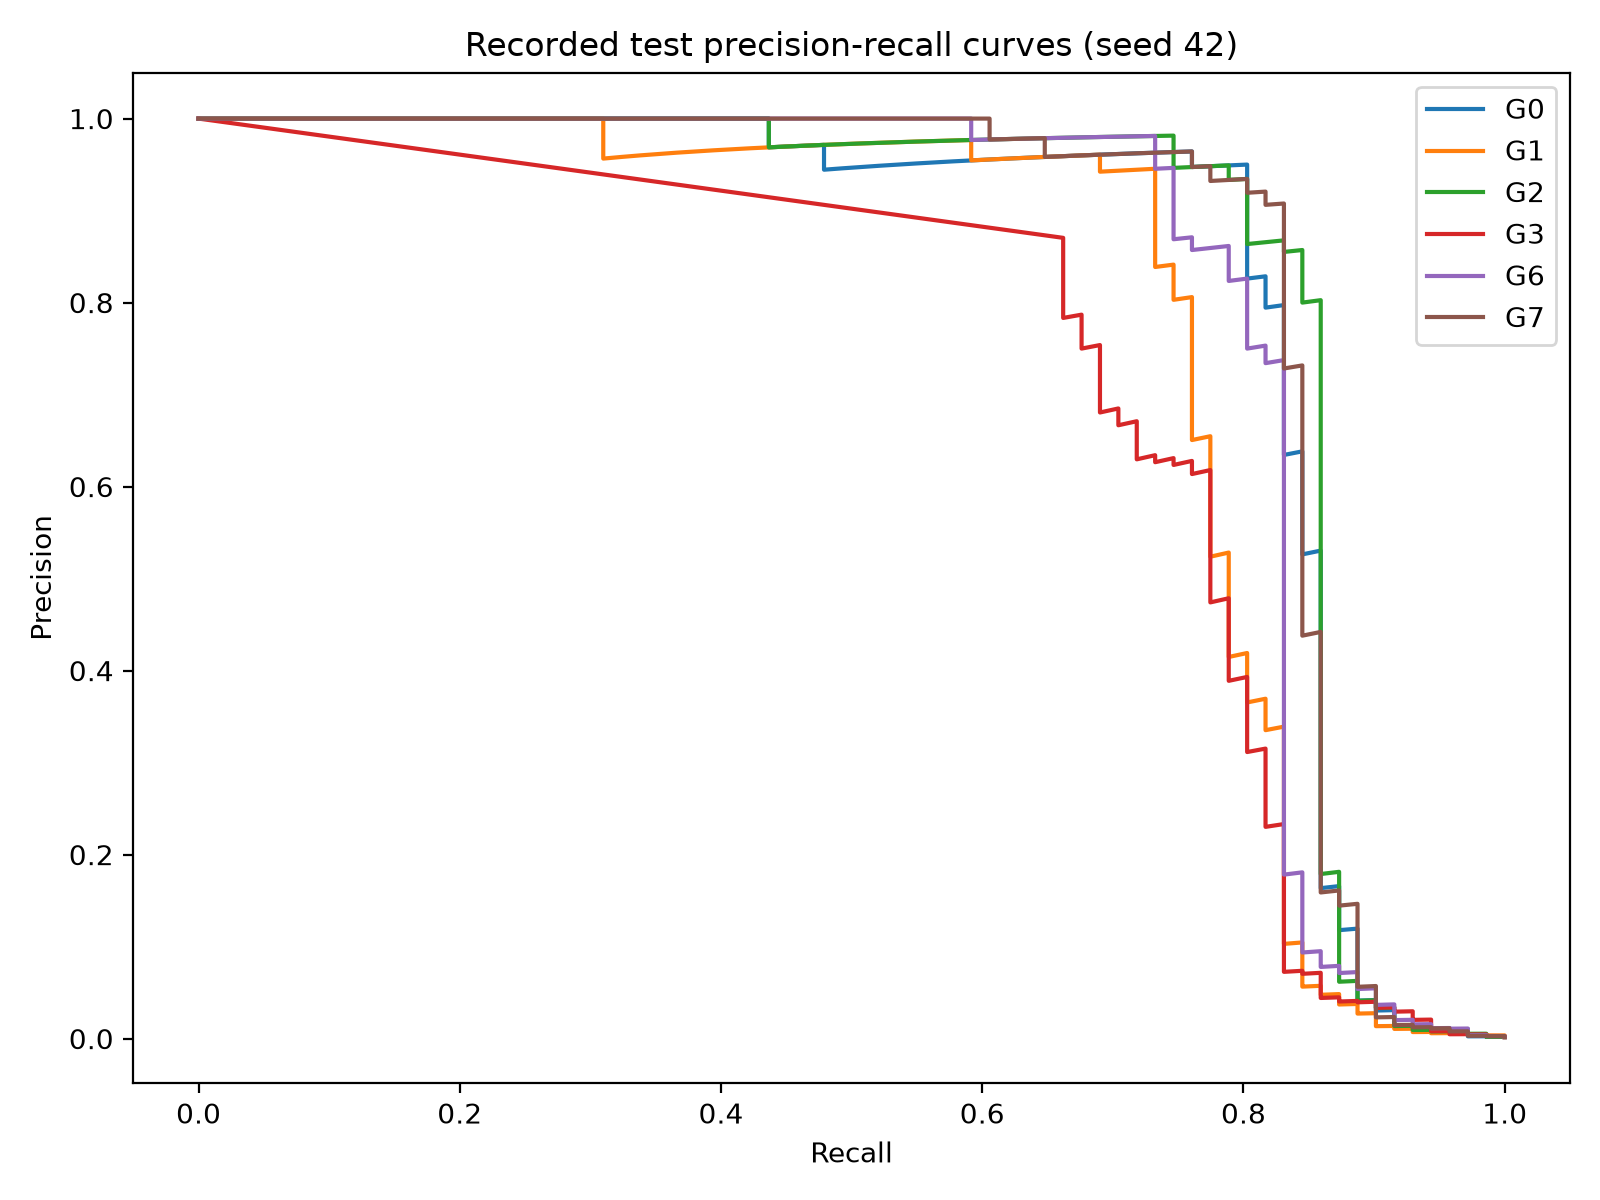 Recorded test precision-recall curves (seed 42)
G0
G1
G2
G3
G6
G7
1.0
0.8
0.6
0.4
0.2
0.0
Precision
0.0
0.2
0.4
0.6
0.8
1.0
Recall